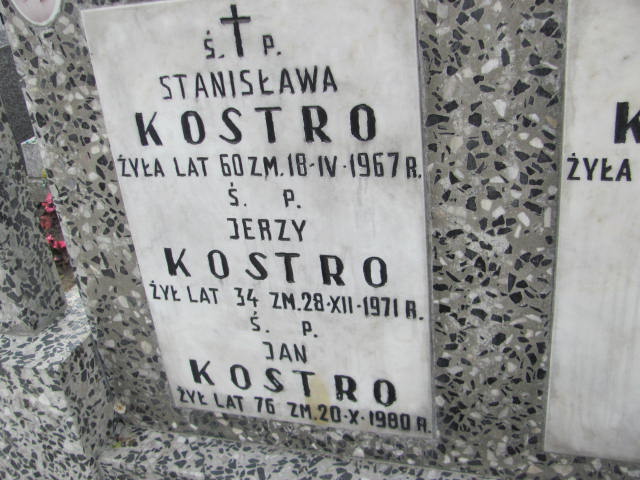 Ś. P.
STANISŁAWA
KOSTRO
ŻYŁA LAT 60 ZM. 18-IV-1967 R.
Ś. P.
JERZY
KOSTRO
ŻYŁ LAT 34 ZM. 28-XII-1971 R.
Ś. P.
JAN
KOSTRO
ŻYŁ LAT 76 ZM. 20-X-1980 R.
K
ŻYŁA